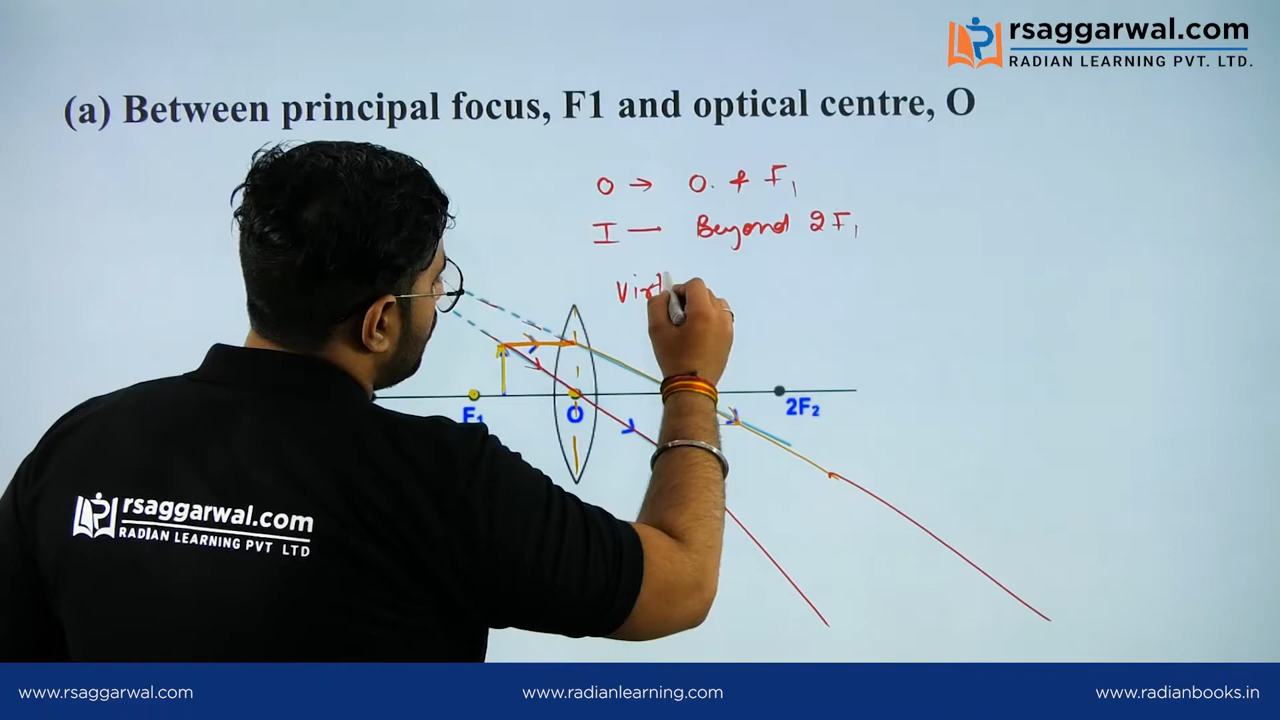 rsaggarwal.com
RADIAN LEARNING PVT. LTD.
(a) Between principal focus, F1 and optical centre, O
O → O. & F₁
I — Beyond 2F₁
Virt
F₁
O
2F₂
rsaggarwal.com
RADIAN LEARNING PVT LTD
www.rsaggarwal.com
www.radianlearning.com
www.radianbooks.in